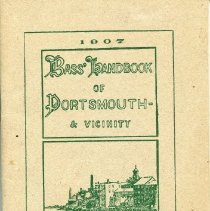 1907
BASS' HANDBOOK
OF
PORTSMOUTH-
& VICINITY